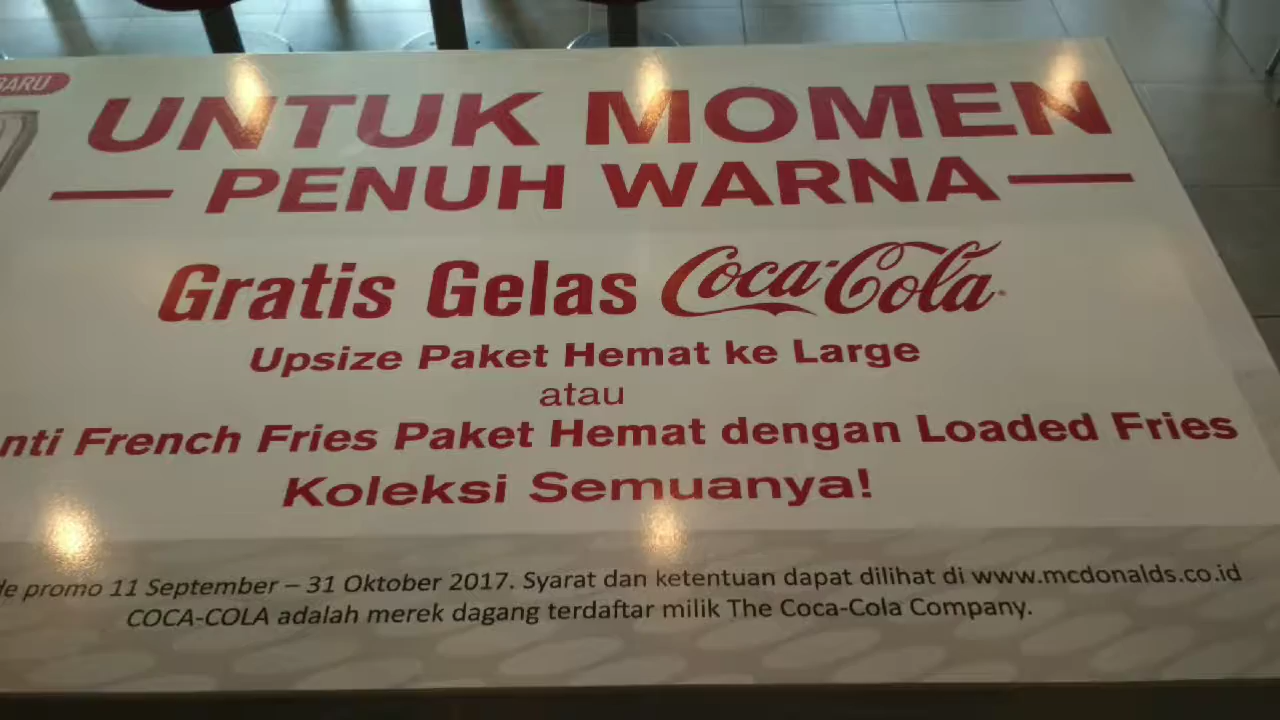 BARU
UNTUK MOMEN
PENUH WARNA
Gratis Gelas Coca-Cola
Upsize Paket Hemat ke Large
atau
nti French Fries Paket Hemat dengan Loaded Fries
Koleksi Semuanya!
de promo 11 September – 31 Oktober 2017. Syarat dan ketentuan dapat dilihat di www.mcdonalds.co.id
COCA-COLA adalah merek dagang terdaftar milik The Coca-Cola Company.